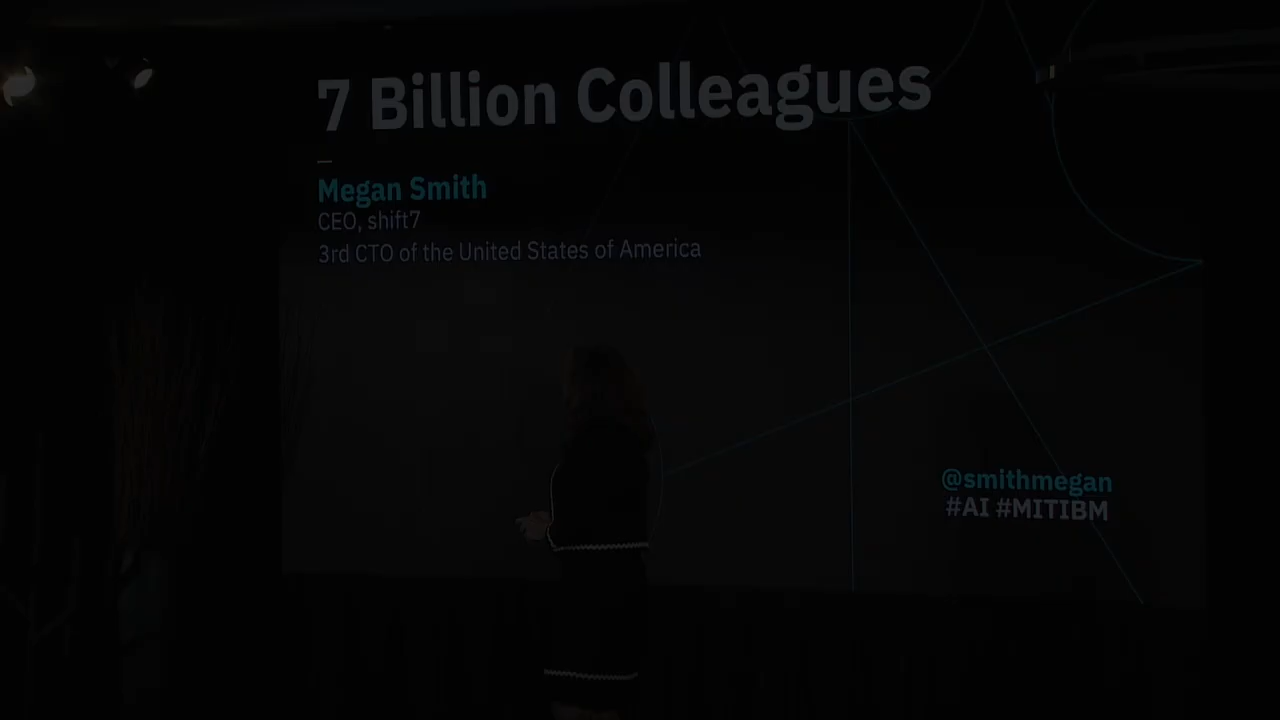 7 Billion Colleagues
Megan Smith
CEO, shift7
3rd CTO of the United States of America
@smithmegan
#AI #MITIBM